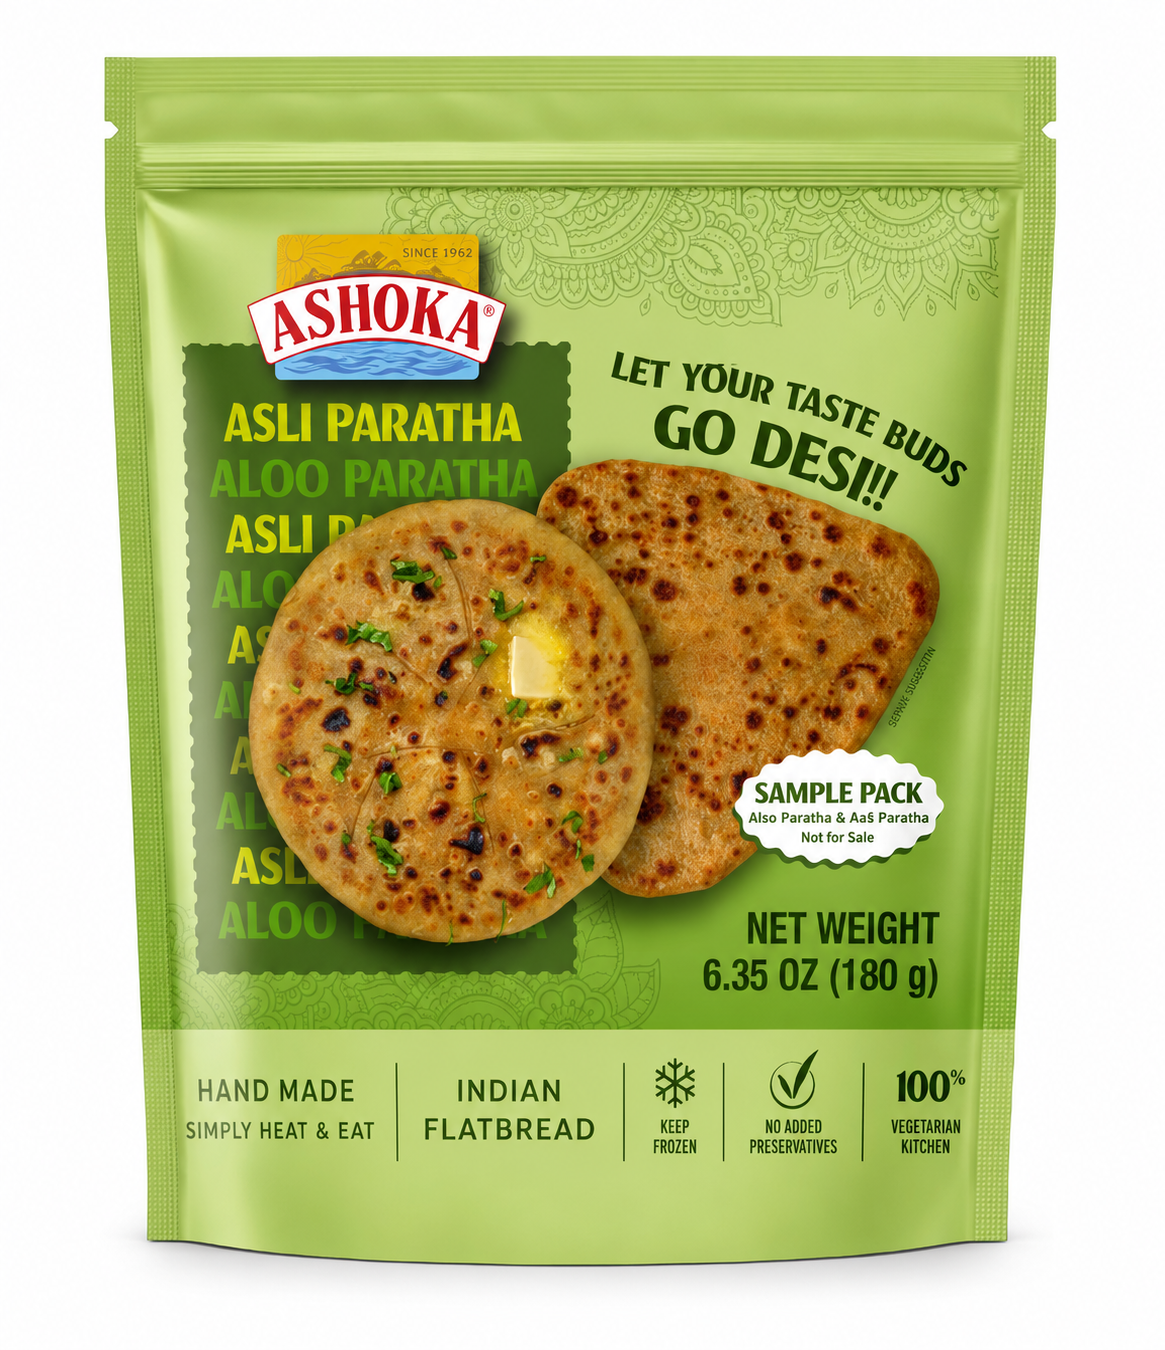 SINCE 1962
ASHOKA®
ASLI PARATHA
ALOO PARATHA
ASLI
LET YOUR TASTE BUDS
GO DESI!!
SAMPLE PACK
Also Paratha & Paratha
Not for Sale
ALOO
NET WEIGHT
6.35 OZ (180 g)
HAND MADE
SIMPLY HEAT & EAT
INDIAN
FLATBREAD
KEEP
FROZEN
NO ADDED
PRESERVATIVES
100%
VEGETARIAN
KITCHEN